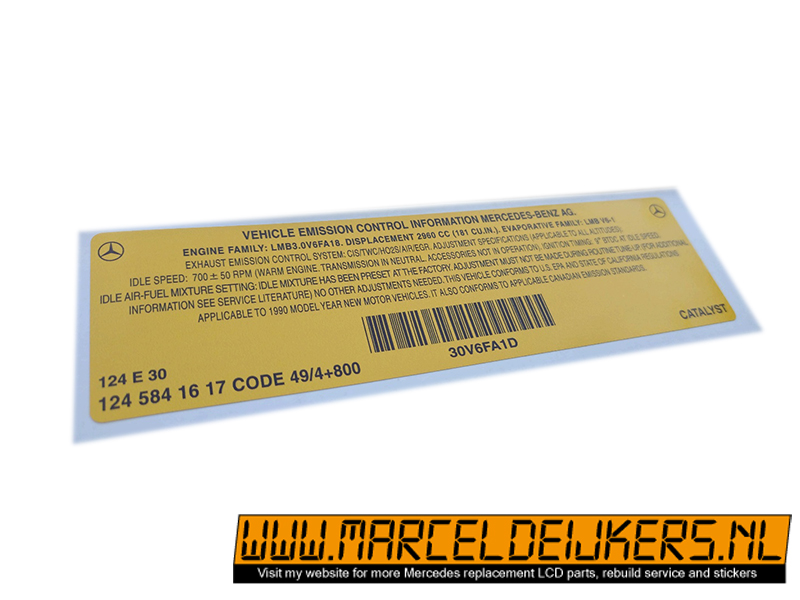 VEHICLE EMISSION CONTROL INFORMATION MERCEDES-BENZ AG.
ENGINE FAMILY: LMB3.0V6FA18. DISPLACEMENT 2960 CC (181 CU.IN.). EVAPORATIVE FAMILY: LMB V6-1
EXHAUST EMISSION CONTROL SYSTEM: CIS/TWC/HO2S/AIR/EGR. ADJUSTMENT SPECIFICATIONS (APPLICABLE TO ALL ALTITUDES).
IDLE SPEED: 700 ± 50 RPM (WARM ENGINE. TRANSMISSION IN NEUTRAL. ACCESSORIES NOT IN OPERATION). IGNITION TIMING. 9° BTDC AT IDLE SPEED.
IDLE AIR-FUEL MIXTURE SETTING: IDLE MIXTURE HAS BEEN PRESET AT THE FACTORY. ADJUSTMENT MUST NOT BE MADE DURING ROUTINE TUNE UP (FOR ADDITIONAL
INFORMATION SEE SERVICE LITERATURE) NO OTHER ADJUSTMENTS NEEDED. THIS VEHICLE CONFORMS TO U.S. EPA AND STATE OF CALIFORNIA REGULATIONS
APPLICABLE TO 1990 MODEL YEAR NEW MOTOR VEHICLES. IT ALSO CONFORMS TO APPLICABLE CANADIAN EMISSION STANDARDS.
CATALYST
30V6FA1D
124 E 30
124 584 16 17 CODE 49/4+800
WWW.MARCELDEIJKERS.NL
Visit my website for more Mercedes replacement LCD parts, rebuild service and stickers